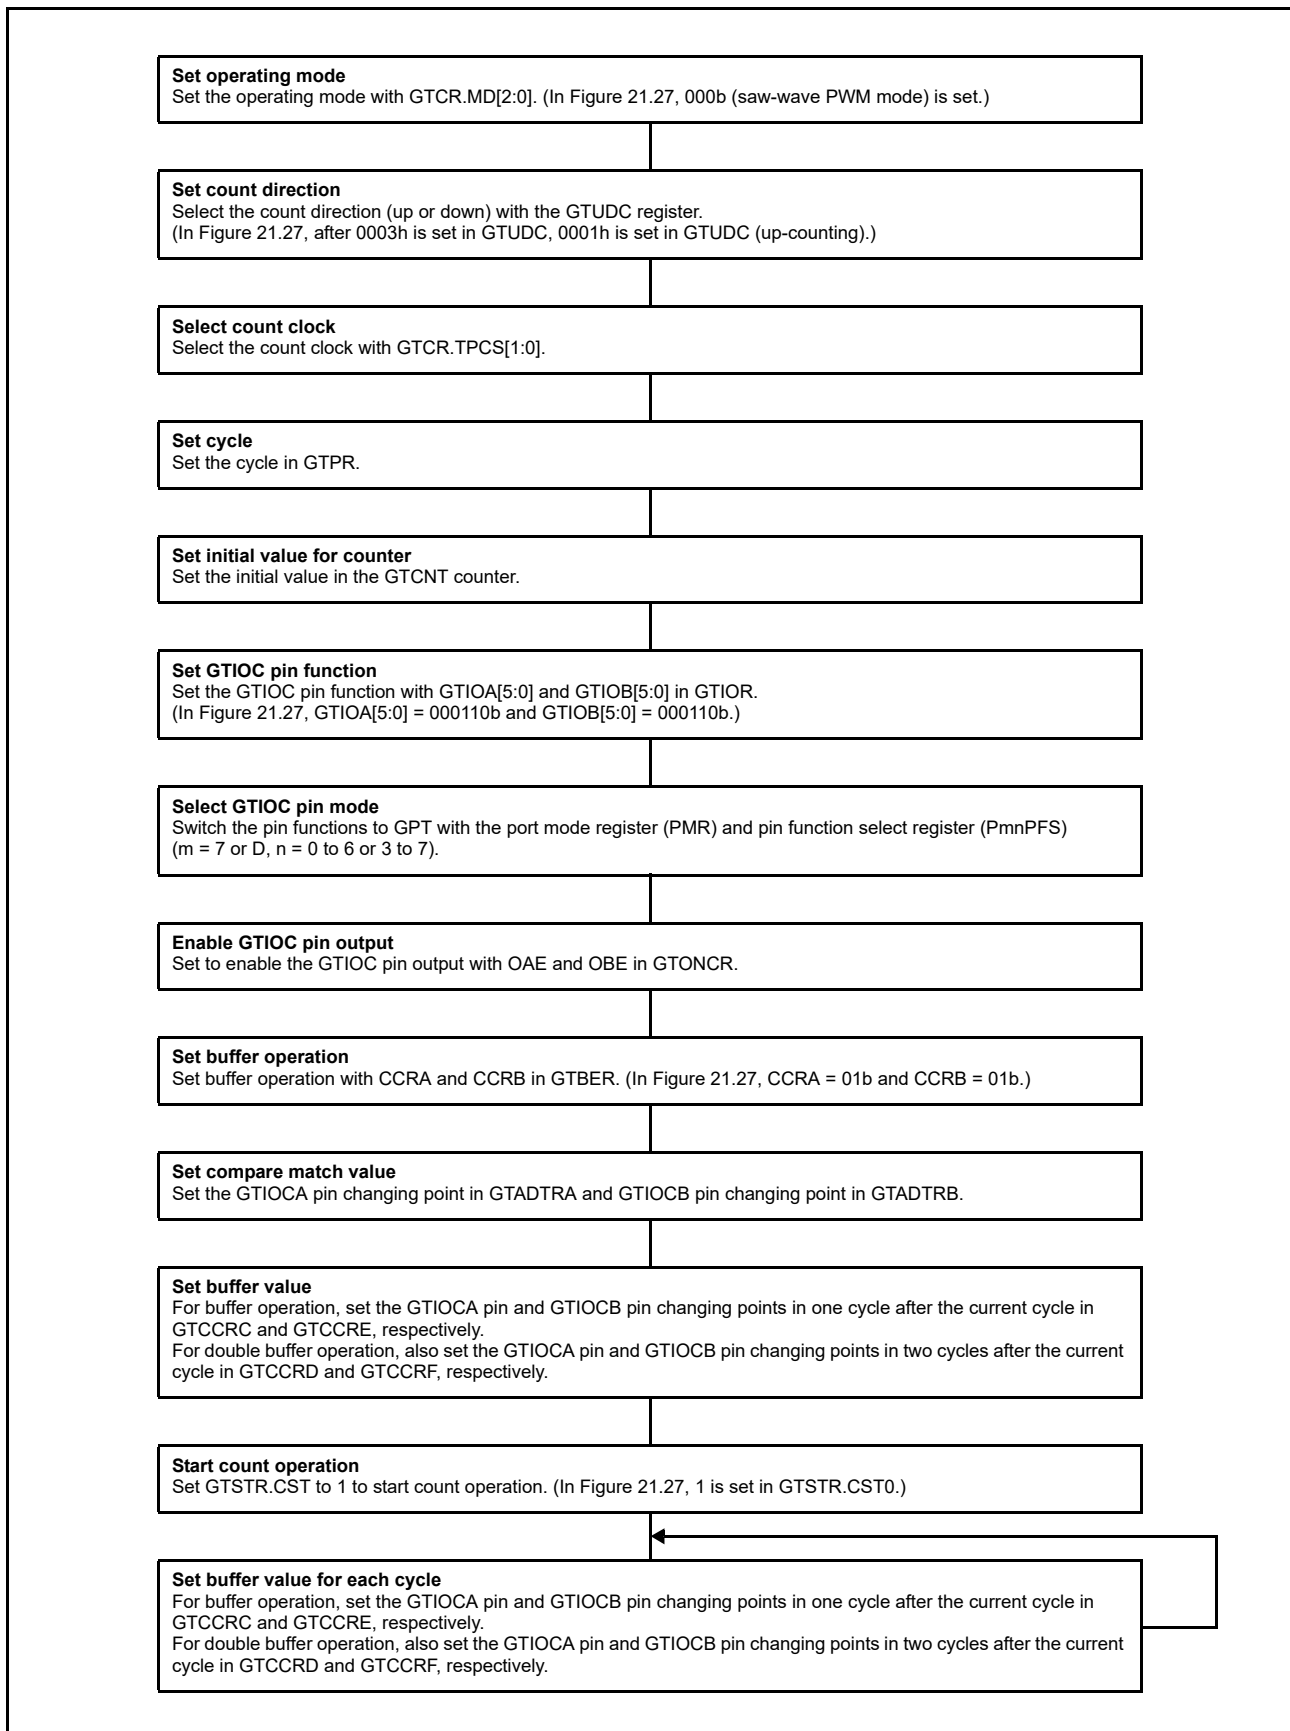 Set operating mode
Set the operating mode with GTCR.MD[2:0]. (In Figure 21.27, 000b (saw-wave PWM mode) is set.)
Set count direction
Select the count direction (up or down) with the GTUDC register.
(In Figure 21.27, after 0003h is set in GTUDC, 0001h is set in GTUDC (up-counting).)
Select count clock
Select the count clock with GTCR.TPCS[1:0].
Set cycle
Set the cycle in GTPR.
Set initial value for counter
Set the initial value in the GTCNT counter.
Set GTIOC pin function
Set the GTIOC pin function with GTIOA[5:0] and GTIOB[5:0] in GTIOR.
(In Figure 21.27, GTIOA[5:0] = 000110b and GTIOB[5:0] = 000110b.)
Select GTIOC pin mode
Switch the pin functions to GPT with the port mode register (PMR) and pin function select register (PmnPFS)
(m = 7 or D, n = 0 to 6 or 3 to 7).
Enable GTIOC pin output
Set to enable the GTIOC pin output with OAE and OBE in GTONCR.
Set buffer operation
Set buffer operation with CCRA and CCRB in GTBER. (In Figure 21.27, CCRA = 01b and CCRB = 01b.)
Set compare match value
Set the GTIOCA pin changing point in GTADTRA and GTIOCB pin changing point in GTADTRB.
Set buffer value
For buffer operation, set the GTIOCA pin and GTIOCB pin changing points in one cycle after the current cycle in
GTCCRC and GTCCRE, respectively.
For double buffer operation, also set the GTIOCA pin and GTIOCB pin changing points in two cycles after the current
cycle in GTCCRD and GTCCRF, respectively.
Start count operation
Set GTSTR.CST to 1 to start count operation. (In Figure 21.27, 1 is set in GTSTR.CST0.)
Set buffer value for each cycle
For buffer operation, set the GTIOCA pin and GTIOCB pin changing points in one cycle after the current cycle in
GTCCRC and GTCCRE, respectively.
For double buffer operation, also set the GTIOCA pin and GTIOCB pin changing points in two cycles after the current
cycle in GTCCRD and GTCCRF, respectively.